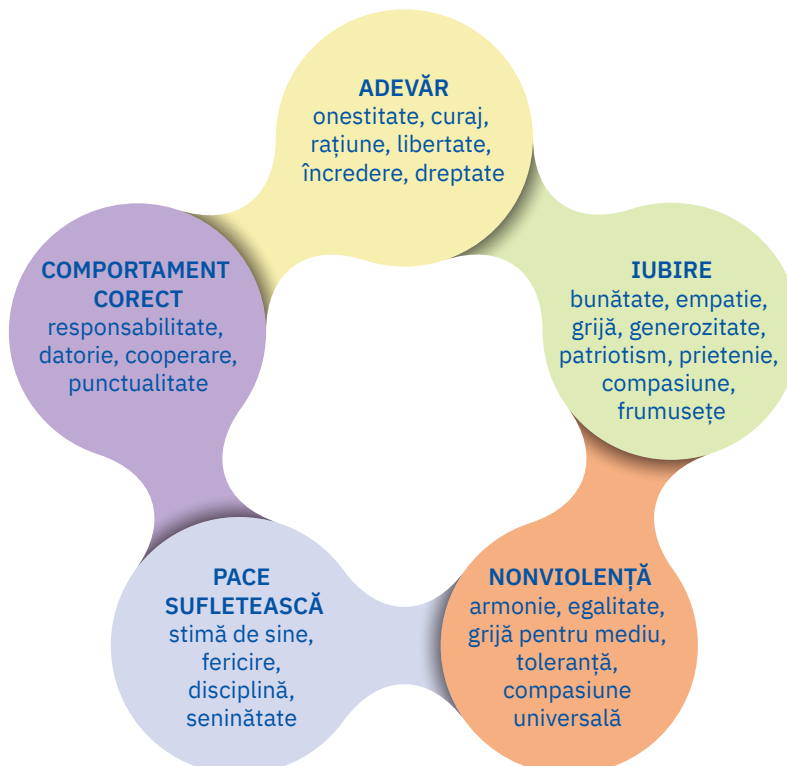 ADEVĂR
onestitate, curaj,
rațiune, libertate,
încredere, dreptate
COMPORTAMENT
CORECT
responsabilitate,
datorie, cooperare,
punctualitate
IUBIRE
bunătate, empatie,
grijă, generozitate,
patriotism, prietenie,
compasiune,
frumusețe
PACE
SUFLETEASCĂ
stimă de sine,
fericire,
disciplină,
seninătate
NONVIOLENȚĂ
armonie, egalitate,
grijă pentru mediu,
toleranță,
compasiune
universală